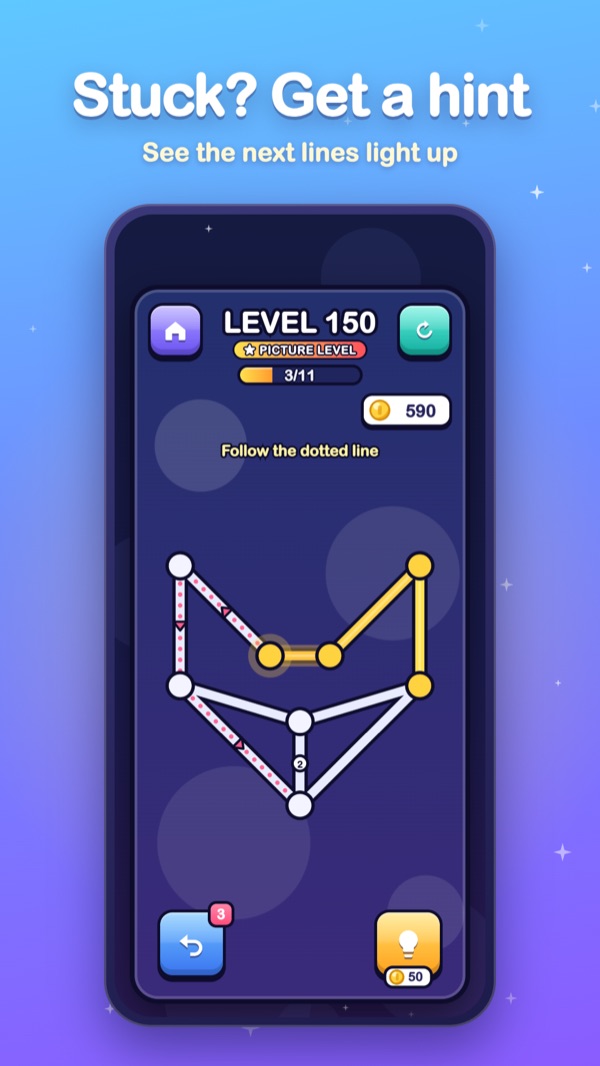 Stuck? Get a hint
See the next lines light up
LEVEL 150
PICTURE LEVEL
3/11
590
Follow the dotted line
2
3
50